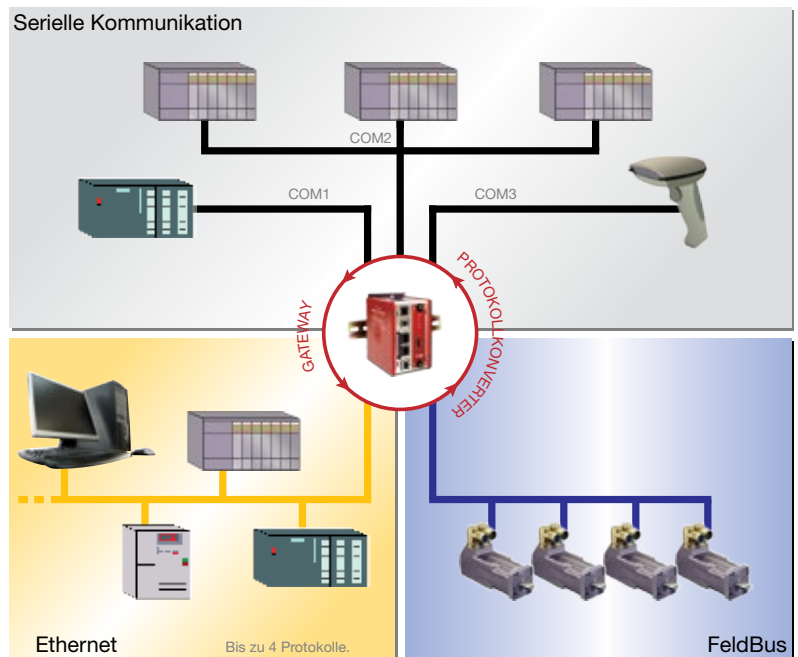 Serielle Kommunikation
COM2
COM1
COM3
GATEWAY
PROTOKOLLKONVERTER
Ethernet
Bis zu 4 Protokolle.
FeldBus